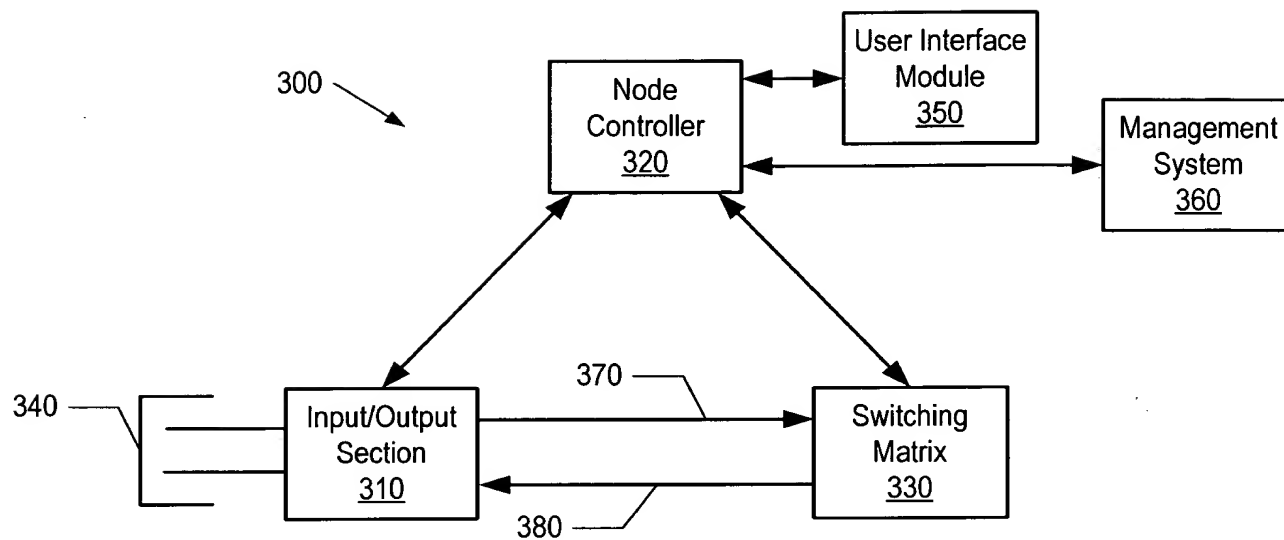 300
Node
Controller
320
User Interface
Module
350
Management
System
360
340
Input/Output
Section
310
370
380
Switching
Matrix
330